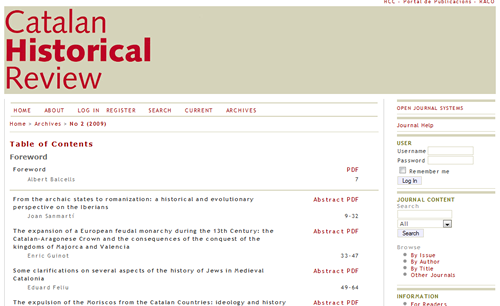 HCC - Portal de Publicacions - RACO
Catalan
Historical
Review
HOME ABOUT LOG IN REGISTER SEARCH CURRENT ARCHIVES
Home > Archives > No 2 (2009)
Table of Contents
Foreword
Foreword PDF
Albert Balcells 7
From the archaic states to romanization: a historical and evolutionary Abstract PDF
perspective on the Iberians
Joan Sanmartí 9-32
The expansion of a European feudal monarchy during the 13th Century: the Abstract PDF
Catalan-Aragonese Crown and the consequences of the conquest of the
kingdoms of Majorca and Valencia
Enric Guinot 33-47
Some clarifications on several aspects of the history of Jews in Medieval Abstract PDF
Catalonia
Eduard Feliu 49-64
The expulsion of the Moriscos from the Catalan Countries: ideology and history Abstract PDF
OPEN JOURNAL SYSTEMS
Journal Help
USER
Username
Password
Remember me
Log In
JOURNAL CONTENT
Search
All
Search
Browse
By Issue
By Author
By Title
Other Journals
INFORMATION
For Readers